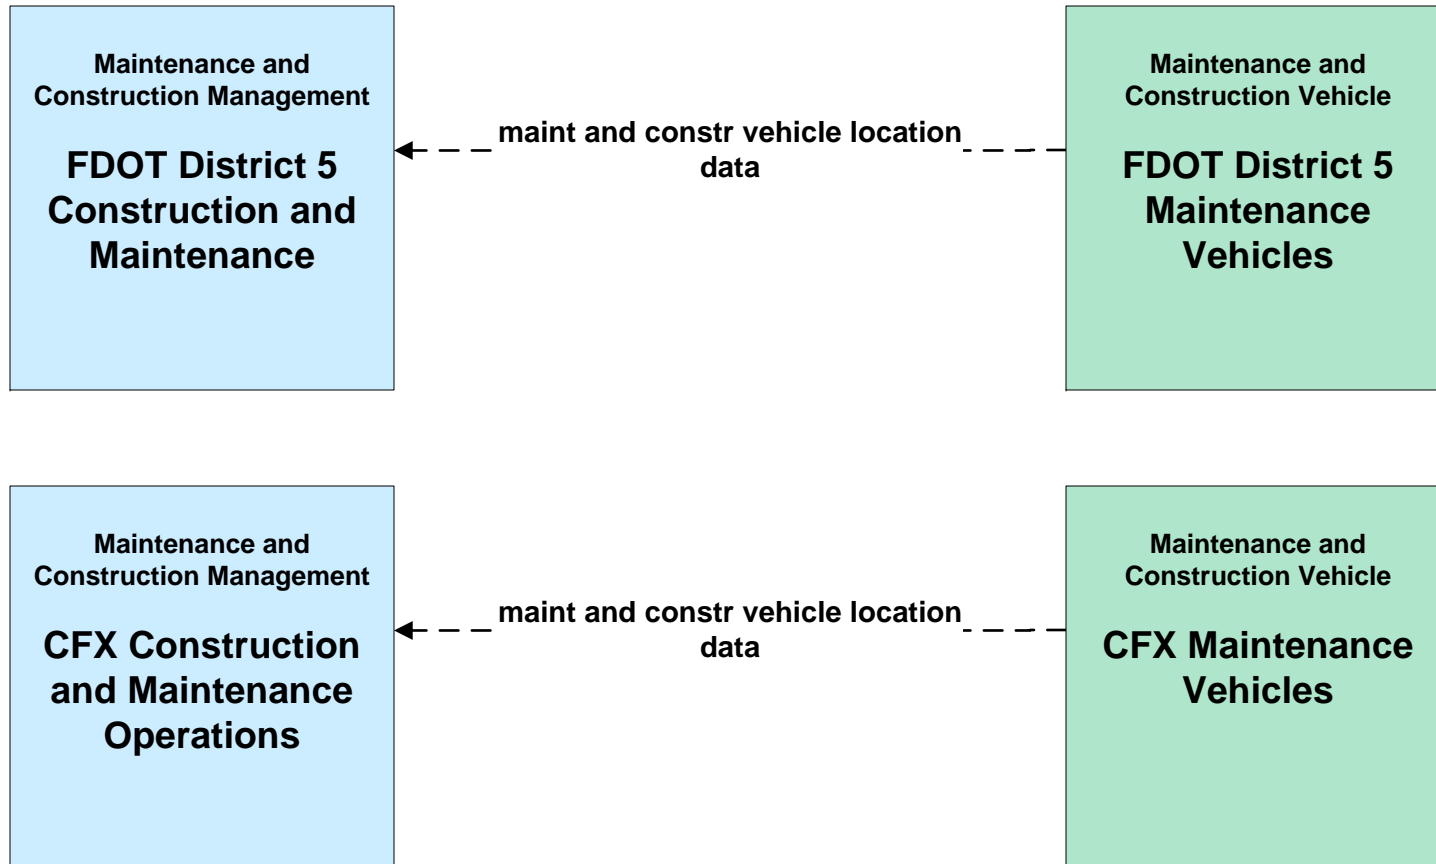 Maintenance and
Construction Management
FDOT District 5
Construction and
Maintenance
maint and constr vehicle location
data
Maintenance and
Construction Vehicle
FDOT District 5
Maintenance
Vehicles
Maintenance and
Construction Management
CFX Construction
and Maintenance
Operations
maint and constr vehicle location
data
Maintenance and
Construction Vehicle
CFX Maintenance
Vehicles